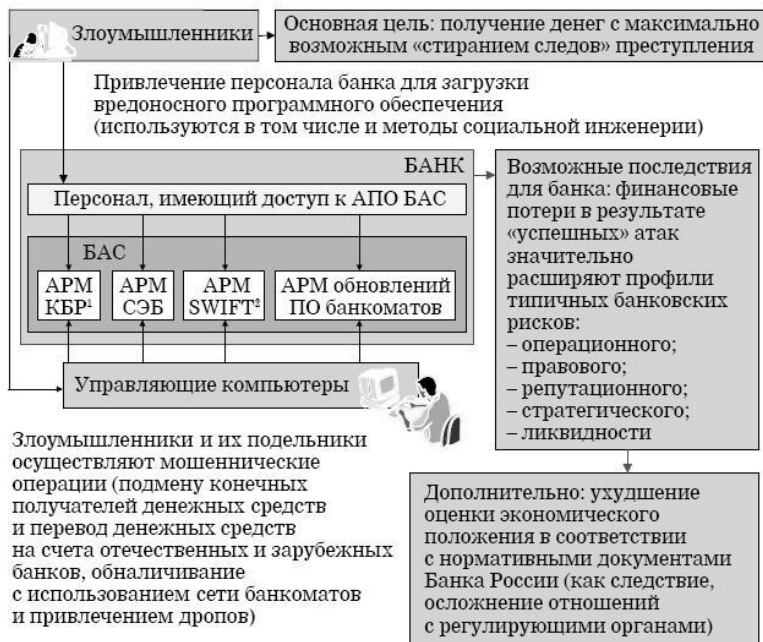 Злоумышленники
Основная цель: получение денег с максимально
возможным «стиранием следов» преступления
Привлечение персонала банка для загрузки
вредоносного программного обеспечения
(используются в том числе и методы социальной инженерии)
БАНК
Персонал, имеющий доступ к АПО БАС
БАС
АРМ
КБР¹
АРМ
СЭБ
АРМ
SWIFT²
АРМ обновлений
ПО банкоматов
Управляющие компьютеры
Возможные последствия
для банка: финансовые
потери в результате
«успешных» атак
значительно
расширяют профили
типичных банковских
рисков:
– операционного;
– правового;
– репутационного;
– стратегического;
– ликвидности
Злоумышленники и их подельники
осуществляют мошеннические
операции (подмену конечных
получателей денежных средств
и перевод денежных средств
на счета отечественных и зарубежных
банков, обналичивание
с использованием сети банкоматов
и привлечением дропов)
Дополнительно: ухудшение
оценки экономического
положения в соответствии
с нормативными документами
Банка России (как следствие,
осложнение отношений
с регулирующими органами)